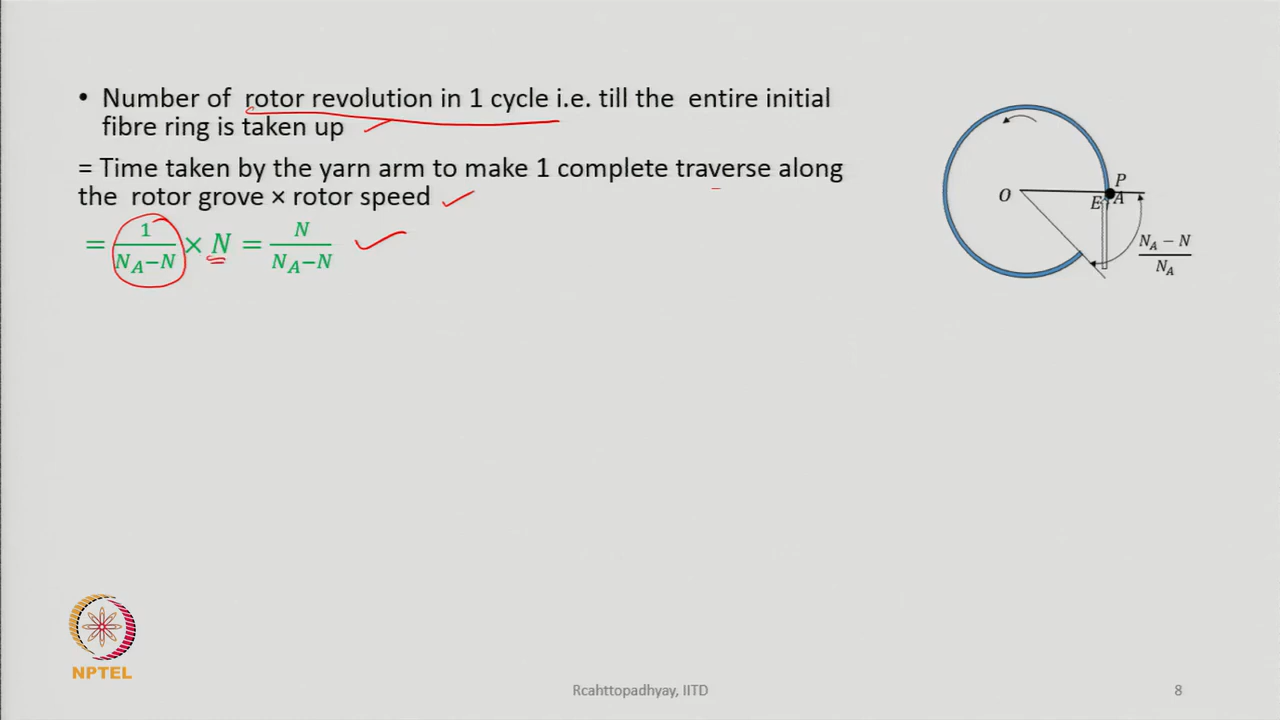 • Number of rotor revolution in 1 cycle i.e. till the entire initial
fibre ring is taken up
= Time taken by the yarn arm to make 1 complete traverse along
the rotor grove × rotor speed
= 1/(N_A−N) × N = N/(N_A−N)
P
O
E A
N_A − N
N_A
NPTEL
Rcahttopadhyay, IITD
8